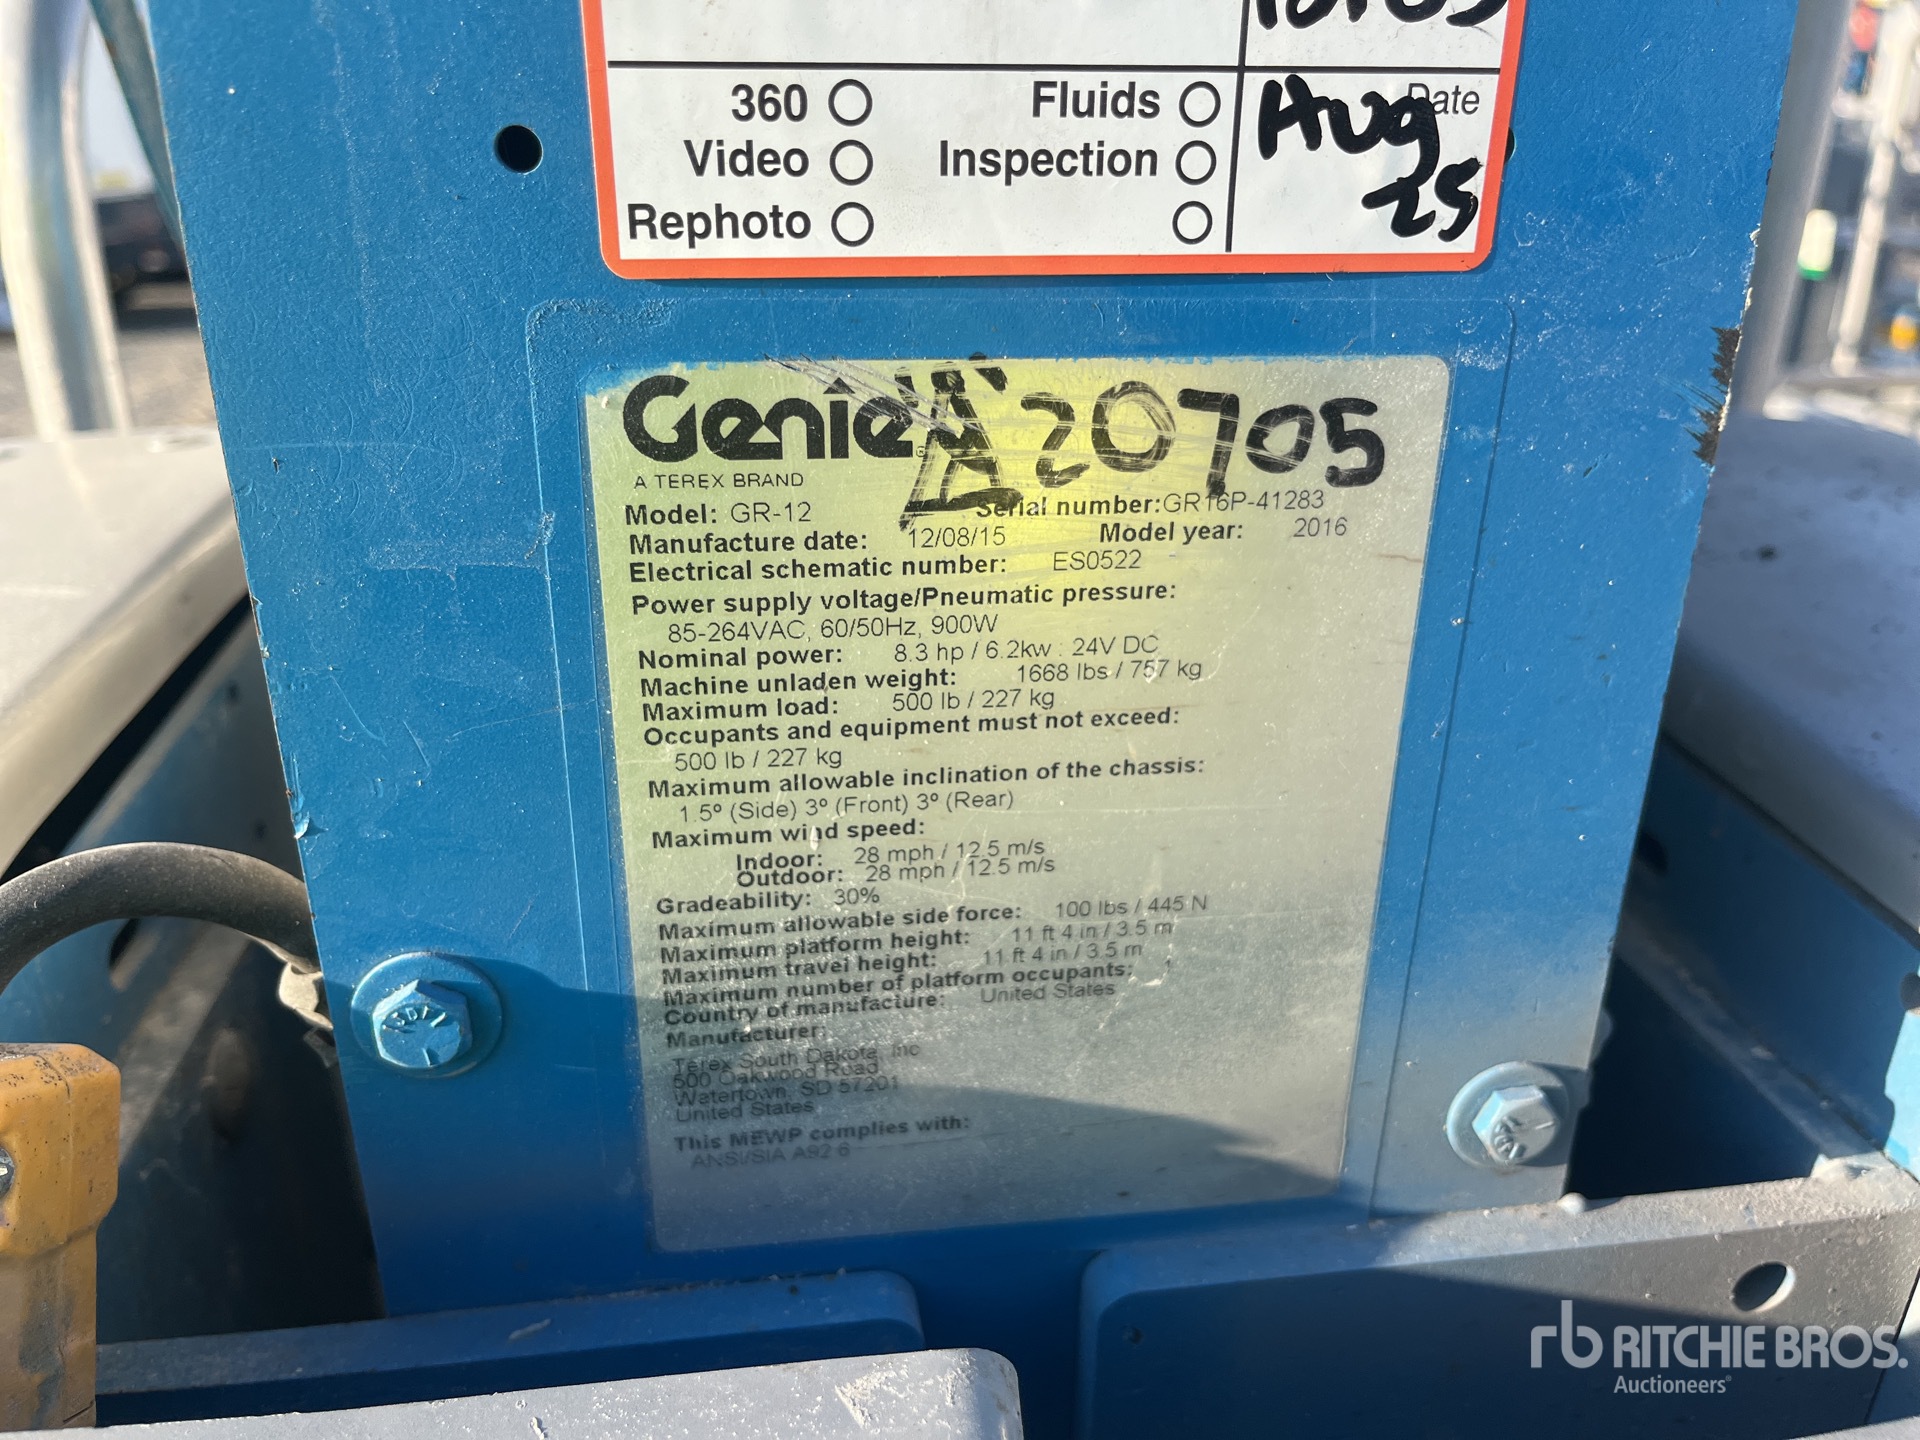 360 Fluids Date
Video Inspection Aug
Rephoto 25
Genie A20705
A TEREX BRAND
Model: GR-12 Serial number:GR16P-41283
Manufacture date: 12/08/15 Model year: 2016
Electrical schematic number: ES0522
Power supply voltage/Pneumatic pressure:
85-264VAC, 60/50Hz, 900W
Nominal power: 8.3 hp / 6.2kw : 24V DC
Machine unladen weight: 1668 lbs / 757 kg
Maximum load: 500 lb / 227 kg
Occupants and equipment must not exceed:
500 lb / 227 kg
Maximum allowable inclination of the chassis:
1.5º (Side) 3º (Front) 3º (Rear)
Maximum wind speed:
Indoor: 28 mph / 12.5 m/s
Outdoor: 28 mph / 12.5 m/s
Gradeability: 30%
Maximum allowable side force: 100 lbs / 445 N
Maximum platform height: 11 ft 4 in / 3.5 m
Maximum travel height: 11 ft 4 in / 3.5 m
Maximum number of platform occupants: 1
Country of manufacture: United States
Manufacturer:
Terex South Dakota, Inc
500 Oakwood Road
Watertown, SD 57201
United States
This MEWP complies with:
ANSI/SIA A92.6
rb RITCHIE BROS.
Auctioneers